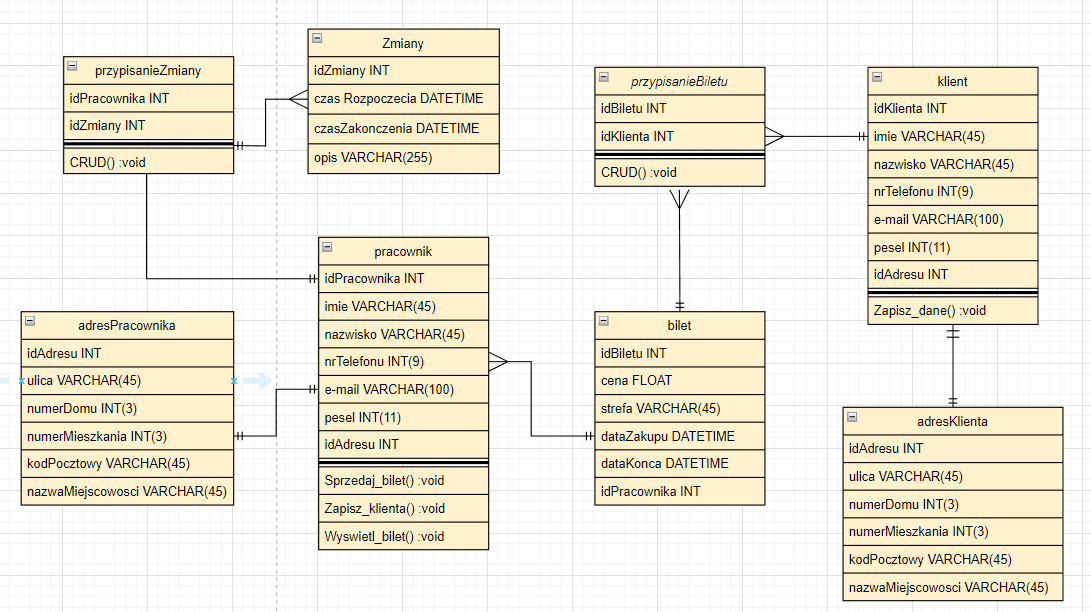 przypisanieZmiany
idPracownika INT
idZmiany INT
CRUD() :void
Zmiany
idZmiany INT
czas Rozpoczecia DATETIME
czasZakonczenia DATETIME
opis VARCHAR(255)
przypisanieBiletu
idBiletu INT
idKlienta INT
CRUD() :void
klient
idKlienta INT
imie VARCHAR(45)
nazwisko VARCHAR(45)
nrTelefonu INT(9)
e-mail VARCHAR(100)
pesel INT(11)
idAdresu INT
Zapisz_dane() :void
adresPracownika
idAdresu INT
ulica VARCHAR(45)
numerDomu INT(3)
numerMieszkania INT(3)
kodPocztowy VARCHAR(45)
nazwaMiejscowosci VARCHAR(45)
pracownik
idPracownika INT
imie VARCHAR(45)
nazwisko VARCHAR(45)
nrTelefonu INT(9)
e-mail VARCHAR(100)
pesel INT(11)
idAdresu INT
Sprzedaj_bilet() :void
Zapisz_klienta() :void
Wyswietl_bilet() :void
bilet
idBiletu INT
cena FLOAT
strefa VARCHAR(45)
dataZakupu DATETIME
dataKonca DATETIME
idPracownika INT
adresKlienta
idAdresu INT
ulica VARCHAR(45)
numerDomu INT(3)
numerMieszkania INT(3)
kodPocztowy VARCHAR(45)
nazwaMiejscowosci VARCHAR(45)